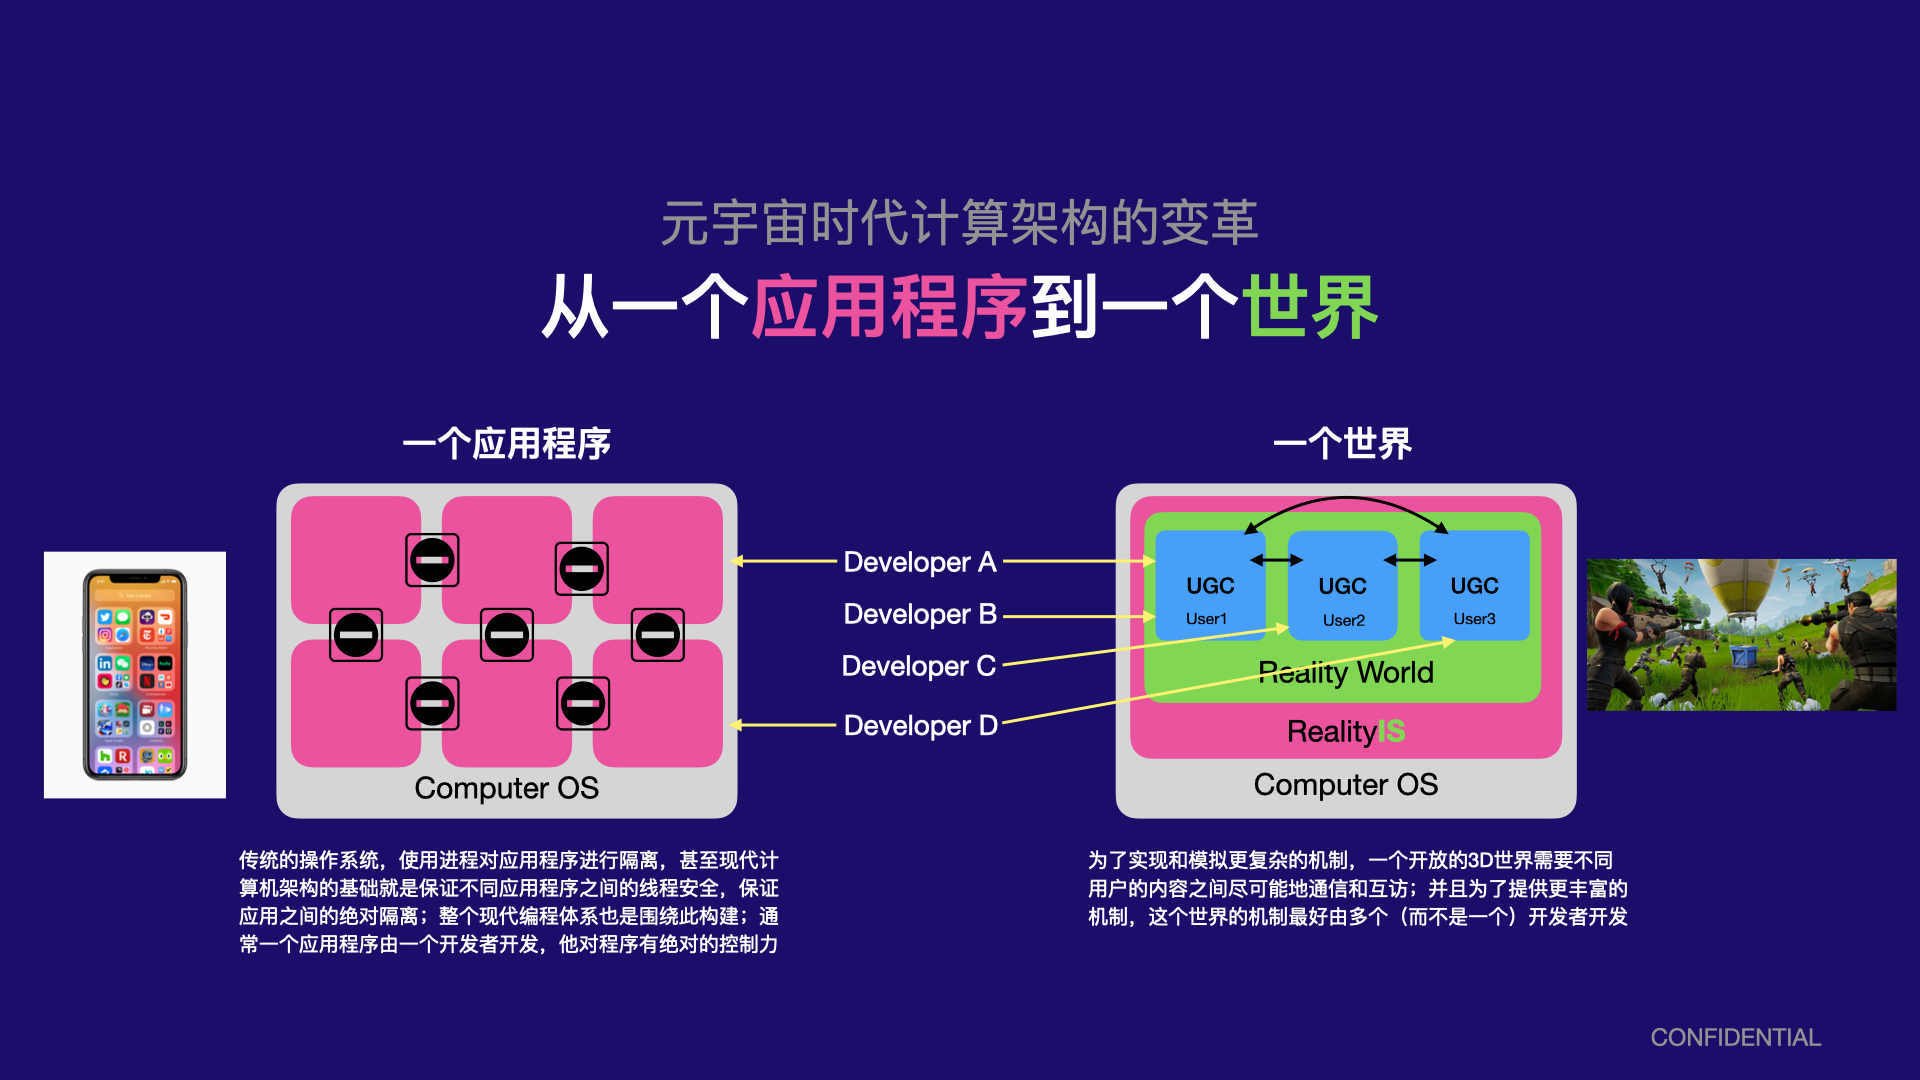 元宇宙时代计算架构的变革
从一个应用程序到一个世界
一个应用程序
Computer OS
传统的操作系统，使用进程对应用程序进行隔离，甚至现代计
算机架构的基础就是保证不同应用程序之间的线程安全，保证
应用之间的绝对隔离；整个现代编程体系也是围绕此构建；通
常一个应用程序由一个开发者开发，他对程序有绝对的控制力
Developer A
Developer B
Developer C
Developer D
一个世界
UGC
User1
UGC
User2
UGC
User3
Reality World
RealityIS
Computer OS
为了实现和模拟更复杂的机制，一个开放的3D世界需要不同
用户的内容之间尽可能地通信和互访；并且为了提供更丰富的
机制，这个世界的机制最好由多个（而不是一个）开发者开发
CONFIDENTIAL